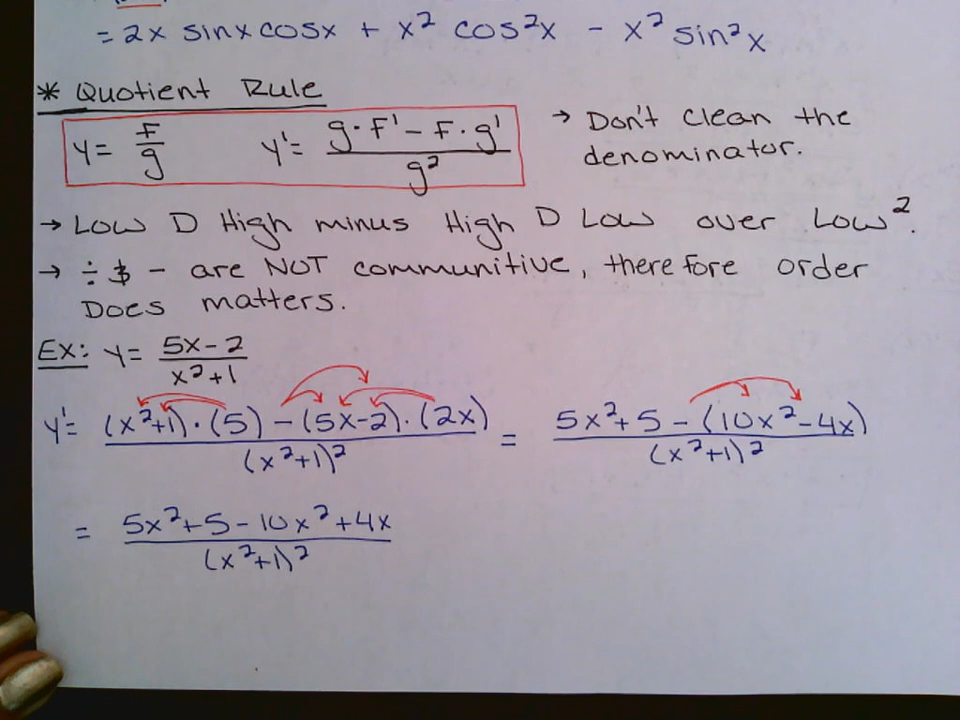 = 2x sinx cosx + x² cos²x - x² sin²x
* Quotient Rule
y = f/g y' = (g · f' - f · g')/g² → Don't clean the
denominator.
→ Low D High minus High D Low over Low².
→ ÷ $ - are NOT communitive, therefore order
Does matters.
Ex: y = (5x-2)/(x²+1)
y' = ((x²+1)·(5) - (5x-2)·(2x))/(x²+1)² = (5x²+5-(10x²-4x))/(x²+1)²
= (5x²+5-10x²+4x)/(x²+1)²